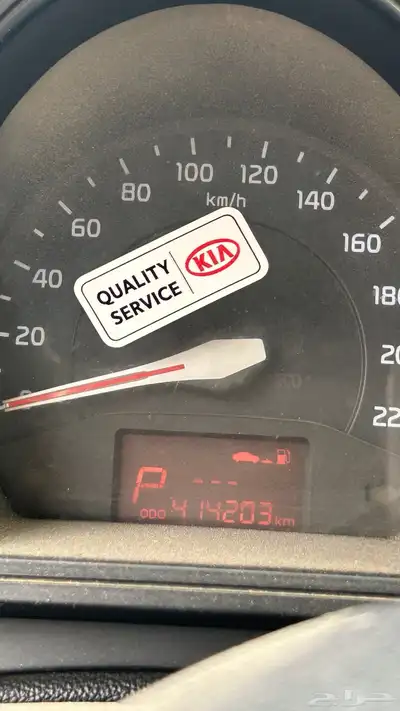 100
120
80
km/h
140
60
160
40
QUALITY
SERVICE
KIA
20
P
---
ODO 414203 km
حراج